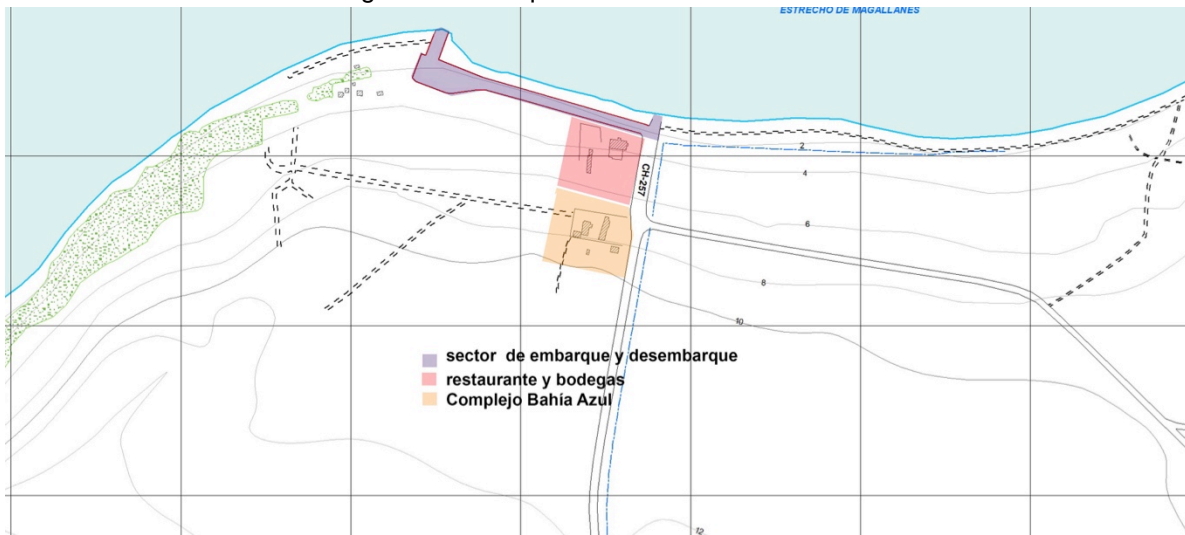 ESTRECHO DE MAGALLANES
2
4
CH-257
6
8
10
sector de embarque y desembarque
restaurante y bodegas
Complejo Bahía Azul
12